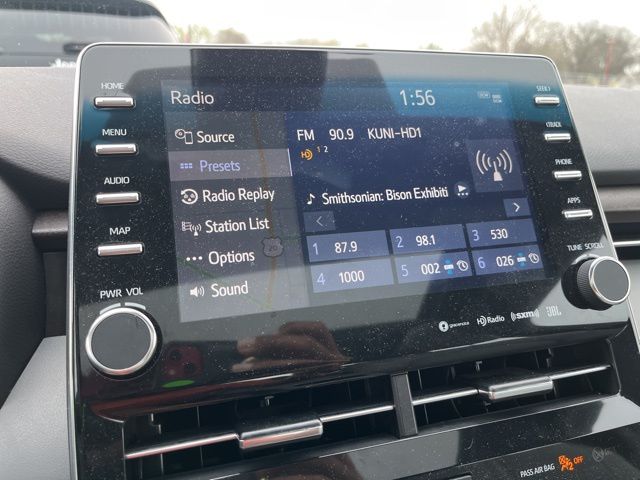 HOME
MENU
AUDIO
MAP
PWR VOL
Radio
1:56
Source
Presets
Radio Replay
Station List
Options
Sound
FM 90.9 KUNI-HD1
HD 1 2
Smithsonian: Bison Exhibiti
1 87.9
2 98.1
3 530
4 1000
5 002
6 026
20
SEEK >
< TRACK
PHONE
APPS
TUNE SCROLL
gracenote
HD Radio
((sxm))
JBL
PASS AIR BAG
OFF